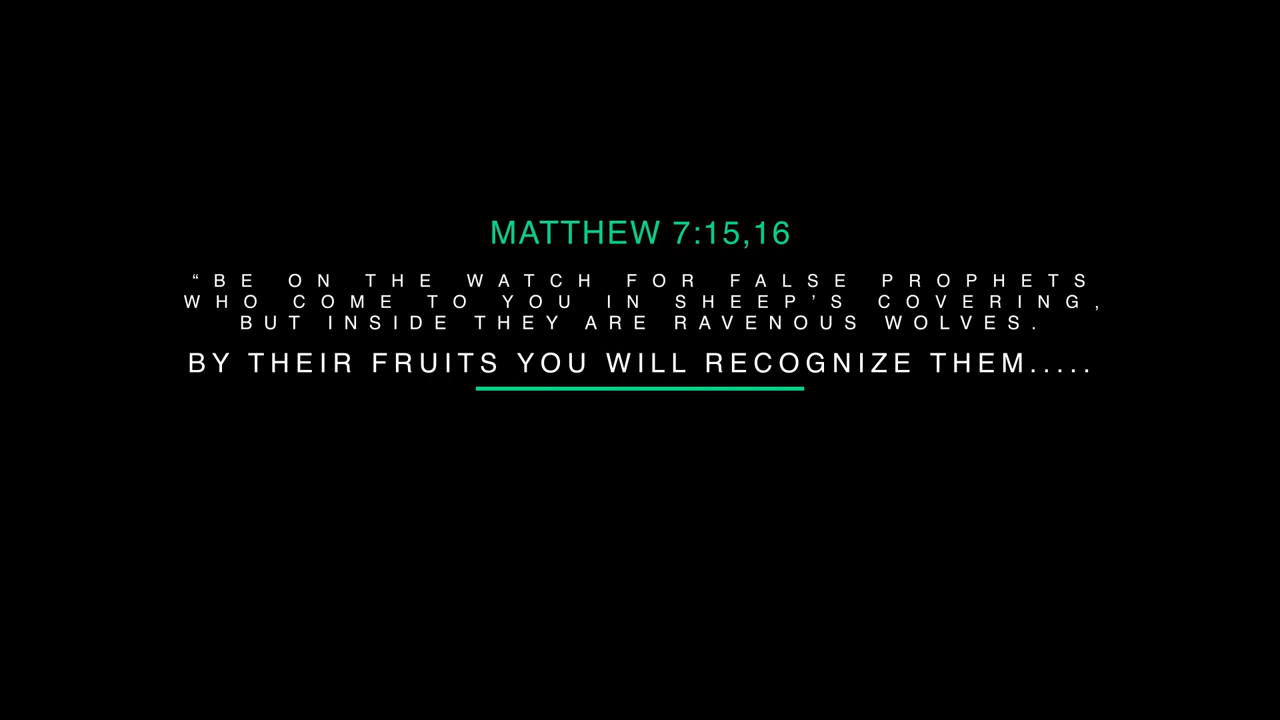 MATTHEW 7:15,16
“BE ON THE WATCH FOR FALSE PROPHETS
WHO COME TO YOU IN SHEEP’S COVERING,
BUT INSIDE THEY ARE RAVENOUS WOLVES.
BY THEIR FRUITS YOU WILL RECOGNIZE THEM.....